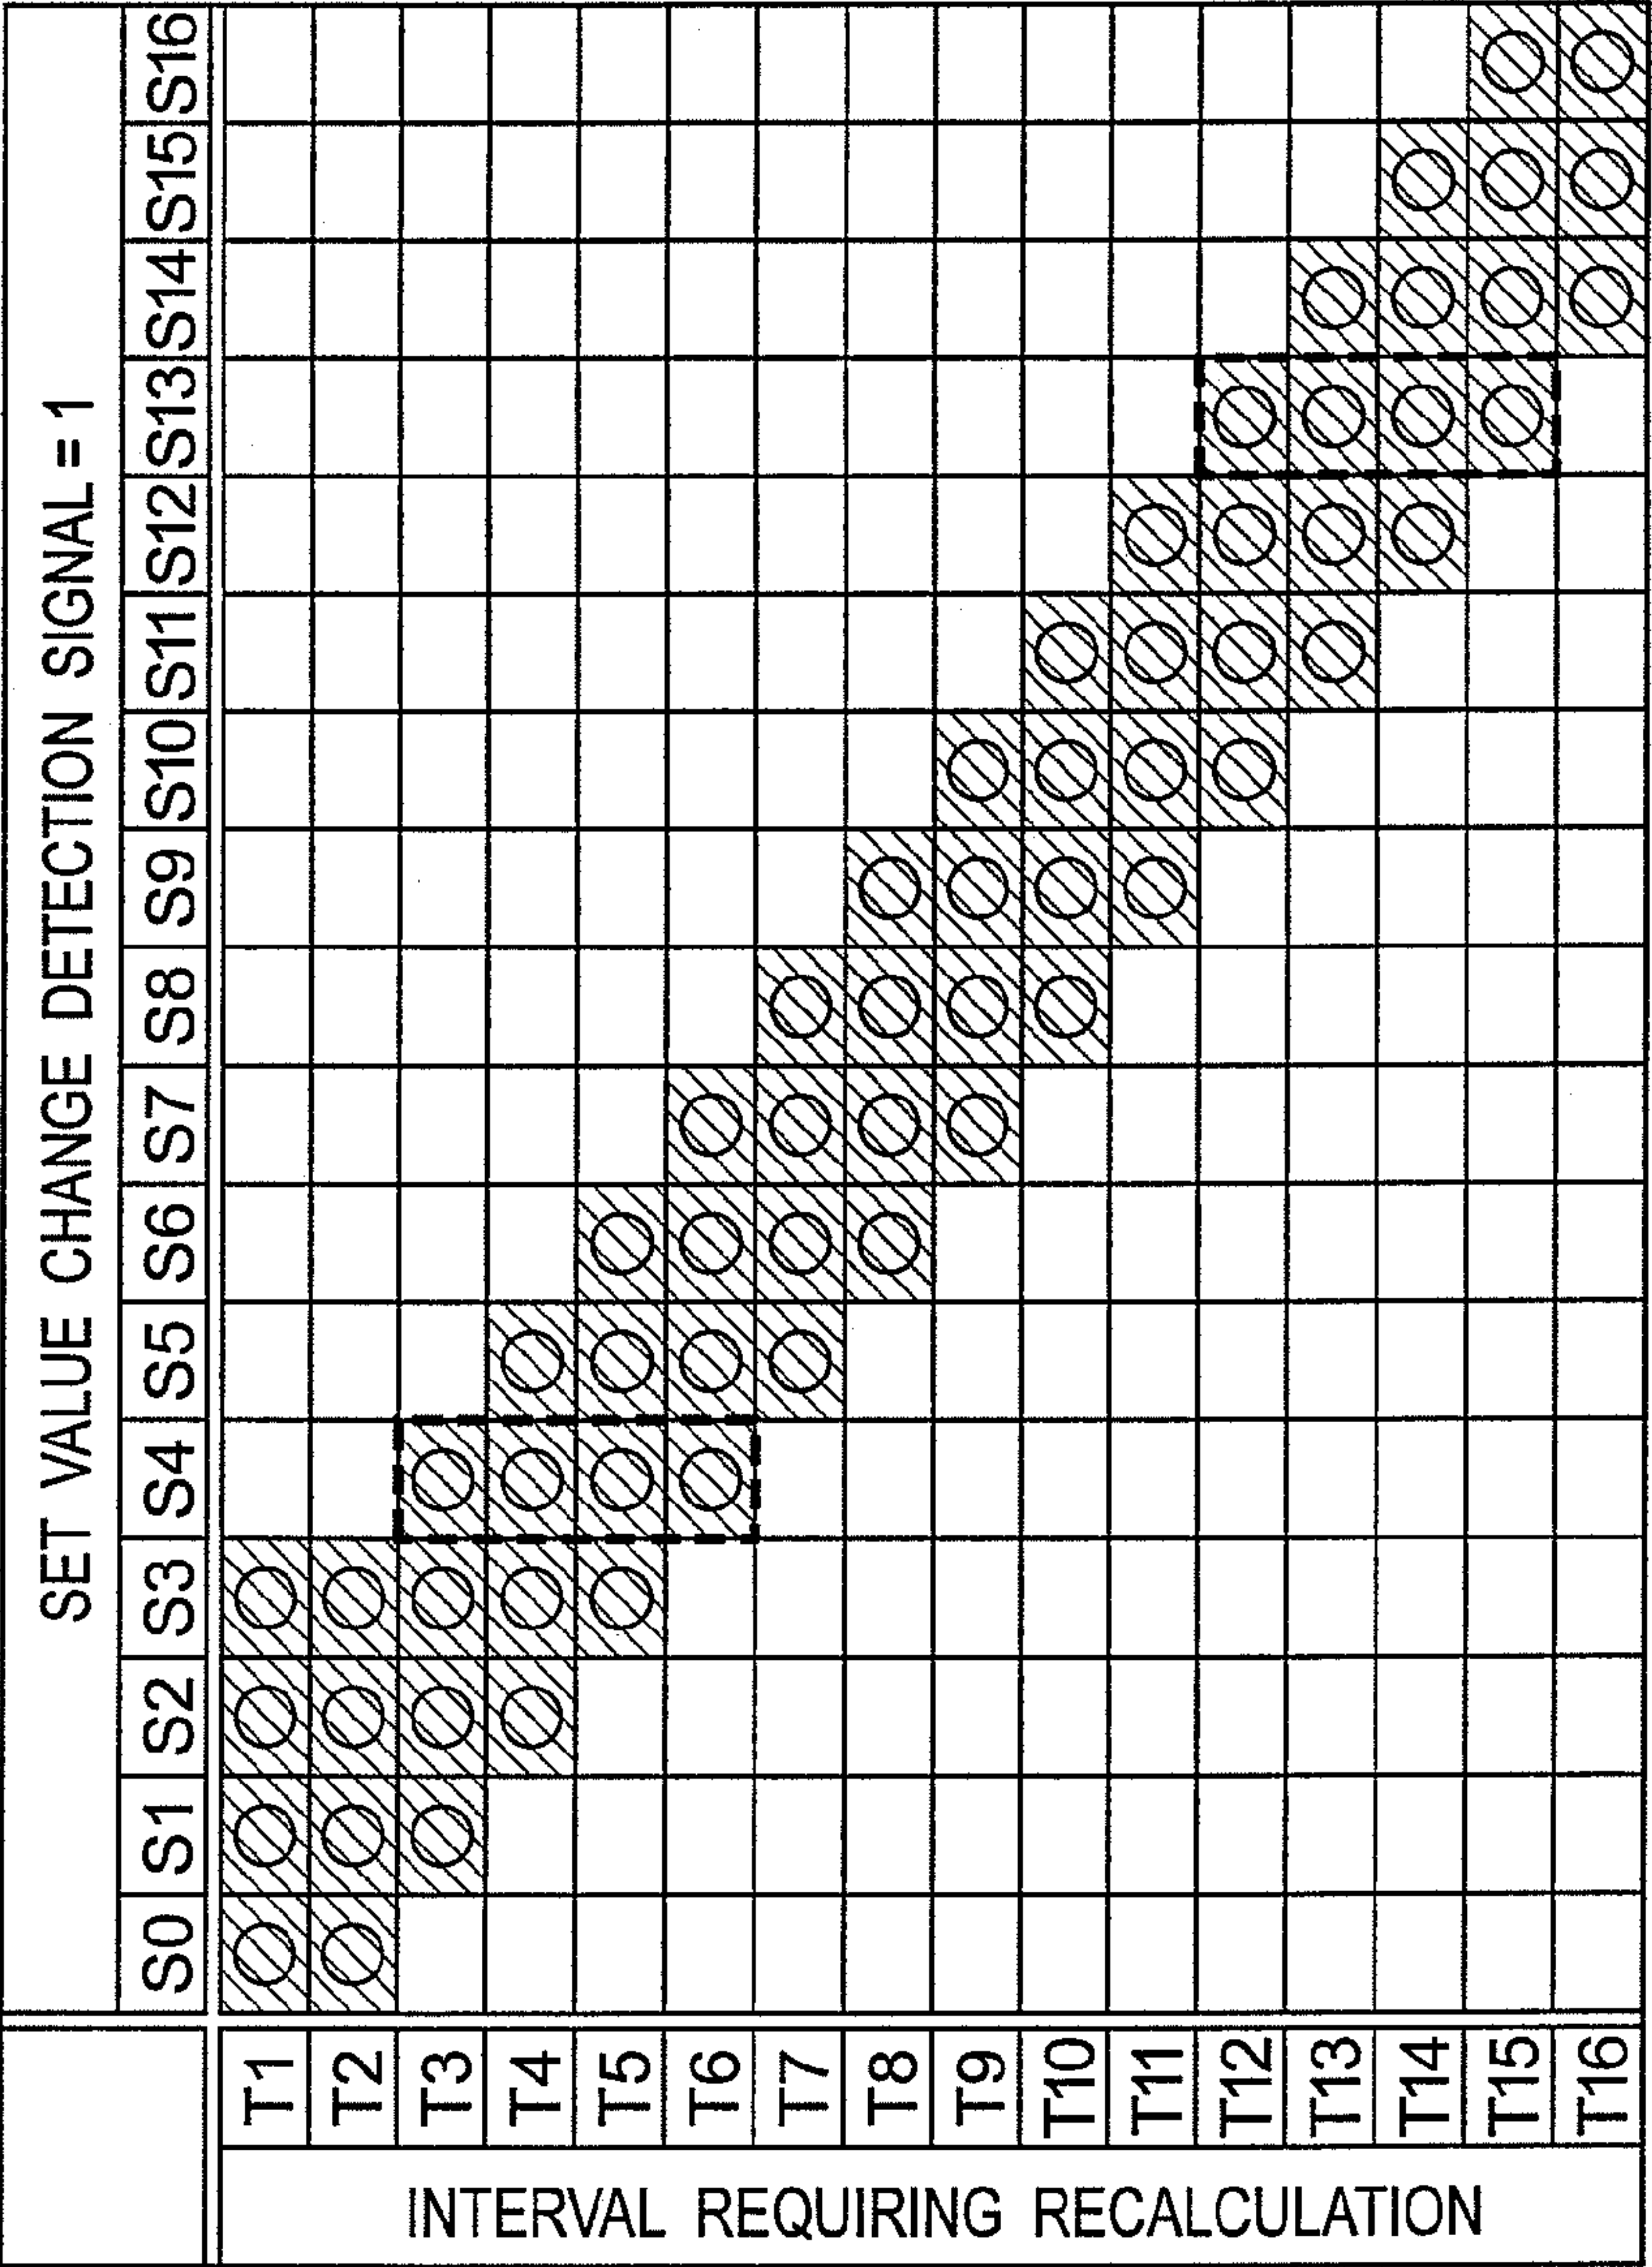 SET VALUE CHANGE DETECTION SIGNAL = 1
S0 S1 S2 S3 S4 S5 S6 S7 S8 S9 S10 S11 S12 S13 S14 S15 S16
INTERVAL REQUIRING RECALCULATION
T1
T2
T3
T4
T5
T6
T7
T8
T9
T10
T11
T12
T13
T14
T15
T16